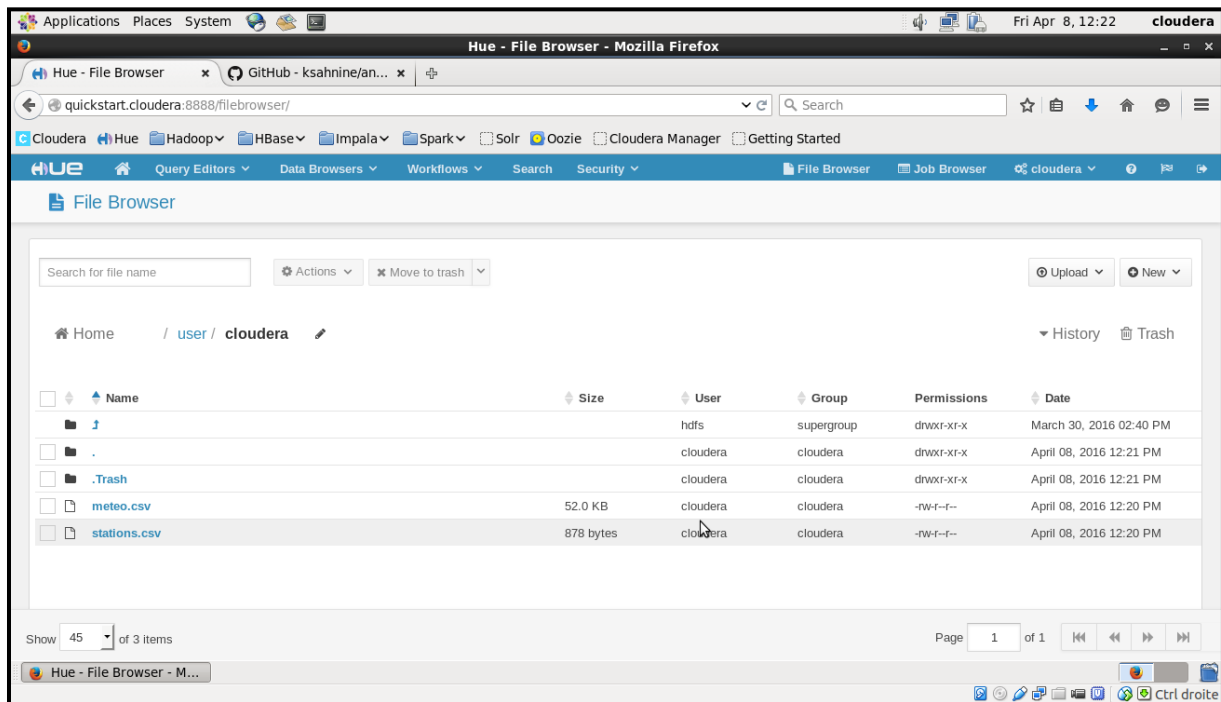 Applications Places System Fri Apr 8, 12:22 cloudera
Hue - File Browser - Mozilla Firefox
Hue - File Browser GitHub - ksahnine/an...
quickstart.cloudera:8888/filebrowser/ Search
Cloudera Hue Hadoop HBase Impala Spark Solr Oozie Cloudera Manager Getting Started
HUE Query Editors Data Browsers Workflows Search Security File Browser Job Browser cloudera
File Browser
Search for file name Actions Move to trash Upload New
Home / user / cloudera History Trash
Name Size User Group Permissions Date
hdfs supergroup drwxr-xr-x March 30, 2016 02:40 PM
. cloudera cloudera drwxr-xr-x April 08, 2016 12:21 PM
.Trash cloudera cloudera drwxr-xr-x April 08, 2016 12:21 PM
meteo.csv 52.0 KB cloudera cloudera -rw-r--r-- April 08, 2016 12:20 PM
stations.csv 878 bytes cloudera cloudera -rw-r--r-- April 08, 2016 12:20 PM
Show 45 of 3 items Page 1 of 1
Hue - File Browser - M...
Ctrl droite